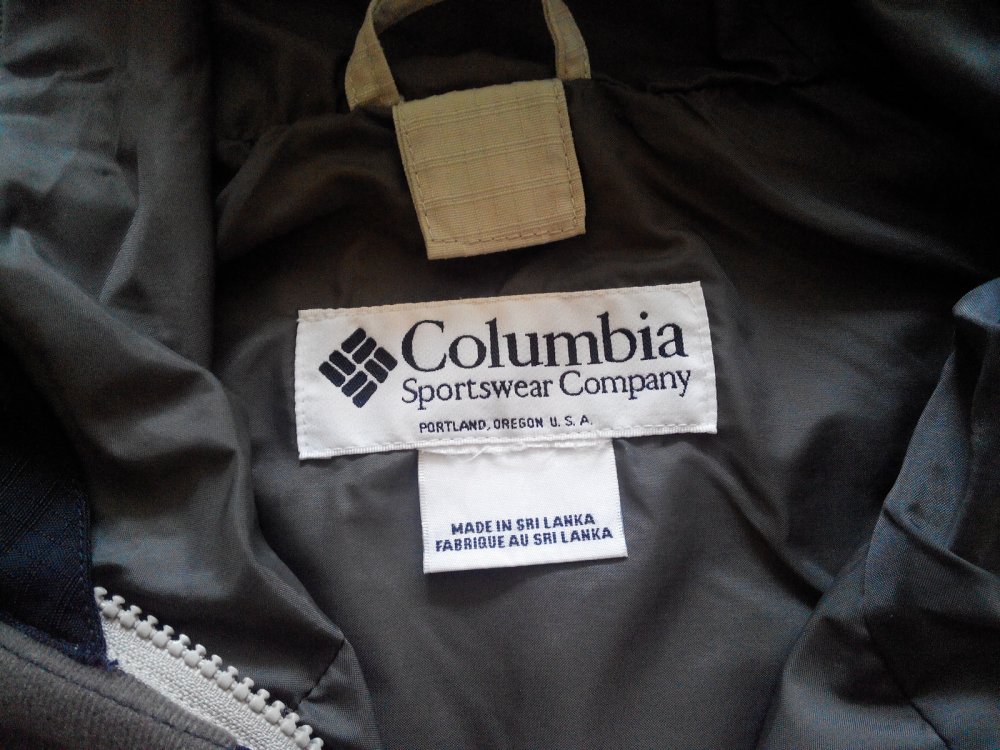 Columbia
Sportswear Company
PORTLAND, OREGON U. S. A.
MADE IN SRI LANKA
FABRIQUE AU SRI LANKA